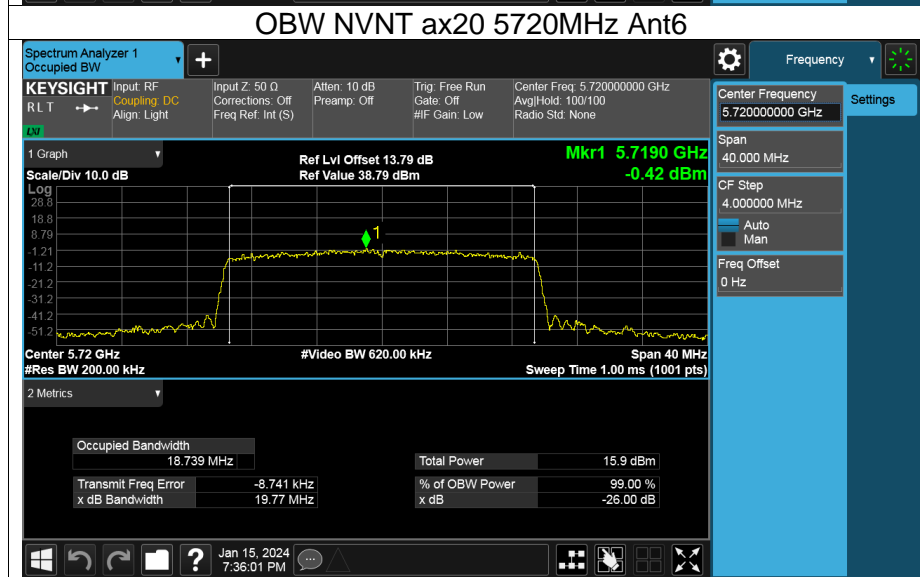 OBW NVNT ax20 5720MHz Ant6
Spectrum Analyzer 1
Occupied BW
+
Frequency
KEYSIGHT
R L T
LXI
Input: RF
Coupling: DC
Align: Light
Input Z: 50 Ω
Corrections: Off
Freq Ref: Int (S)
Atten: 10 dB
Preamp: Off
Trig: Free Run
Gate: Off
#IF Gain: Low
Center Freq: 5.720000000 GHz
Avg|Hold: 100/100
Radio Std: None
Center Frequency
5.72000000 GHz
Settings
Span
40.000 MHz
CF Step
4.000000 MHz
Auto
Man
Freq Offset
0 Hz
1 Graph
Scale/Div 10.0 dB
Ref Lvl Offset 13.79 dB
Ref Value 38.79 dBm
Mkr1 5.7190 GHz
-0.42 dBm
Log
28.8
18.8
8.79
-1.21
-11.2
-21.2
-31.2
-41.2
-51.2
1
Center 5.72 GHz
#Res BW 200.00 kHz
#Video BW 620.00 kHz
Span 40 MHz
Sweep Time 1.00 ms (1001 pts)
2 Metrics
Occupied Bandwidth
18.739 MHz
Total Power 15.9 dBm
Transmit Freq Error -8.741 kHz
% of OBW Power 99.00 %
x dB Bandwidth 19.77 MHz
x dB -26.00 dB
?
Jan 15, 2024
7:36:01 PM